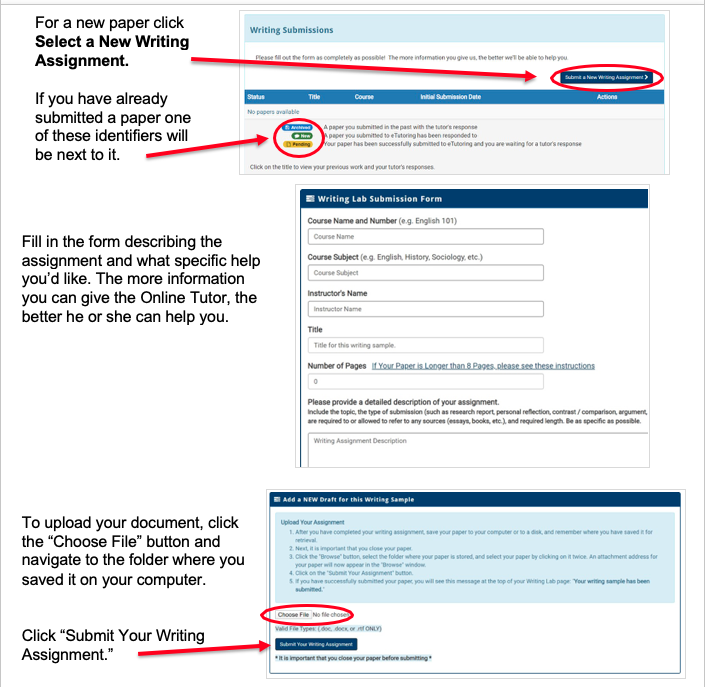 For a new paper click
Select a New Writing
Assignment.
If you have already
submitted a paper one
of these identifiers will
be next to it.
Writing Submissions
Please fill out the form as completely as possible! The more information you give us, the better we'll be able to help you
Submit a New Writing Assignment
Status Title Course Initial Submission Date Actions
No papers available
Archived A paper you submitted in the past with the tutor's response
New A paper you submitted to eTutoring has been responded to
Pending Your paper has been successfully submitted to eTutoring and you are waiting for a tutor's response
Click on the title to view your previous work and your tutor's responses.
Fill in the form describing the
assignment and what specific help
you'd like. The more information
you can give the Online Tutor, the
better he or she can help you.
Writing Lab Submission Form
Course Name and Number (e.g. English 101)
Course Name
Course Subject (e.g. English, History, Sociology, etc.)
Course Subject
Instructor's Name
Instructor Name
Title
Title for this writing sample.
Number of Pages If Your Paper is Longer than 8 Pages, please see these instructions
0
Please provide a detailed description of your assignment.
Include the topic, the type of submission (such as research report, personal reflection, contrast / comparison, argument,
are required to or allowed to refer to any sources (essays, books, etc.), and required length. Be as specific as possible.
Writing Assignment Description
To upload your document, click
the “Choose File” button and
navigate to the folder where you
saved it on your computer.
Click “Submit Your Writing
Assignment.”
Add a NEW Draft for this Writing Sample
Upload Your Assignment
1. After you have completed your writing assignment, save your paper to your computer or to a disk, and remember where you have saved it for
retrieval.
2. Next, it is important that you close your paper.
3. Click the "Browse" button, select the folder where your paper is stored, and select your paper by clicking on it twice. An attachment address for
your paper will now appear in the "Browse" window.
4. Click on the "Submit Your Assignment" button.
5. If you have successfully submitted your paper, you will see this message at the top of your Writing Lab page: "Your writing sample has been
submitted."
Choose File No file chosen
Valid File Types: (.doc, .docx, or .rtf ONLY)
Submit Your Writing Assignment
* It is important that you close your paper before submitting *